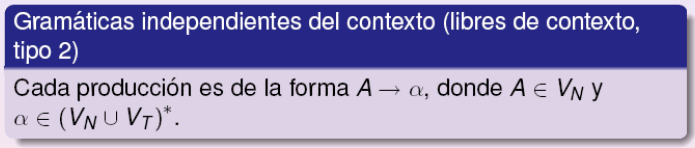 Gramáticas independientes del contexto (libres de contexto,
tipo 2)
Cada producción es de la forma A → α, donde A ∈ V_N y
α ∈ (V_N ∪ V_T)*.